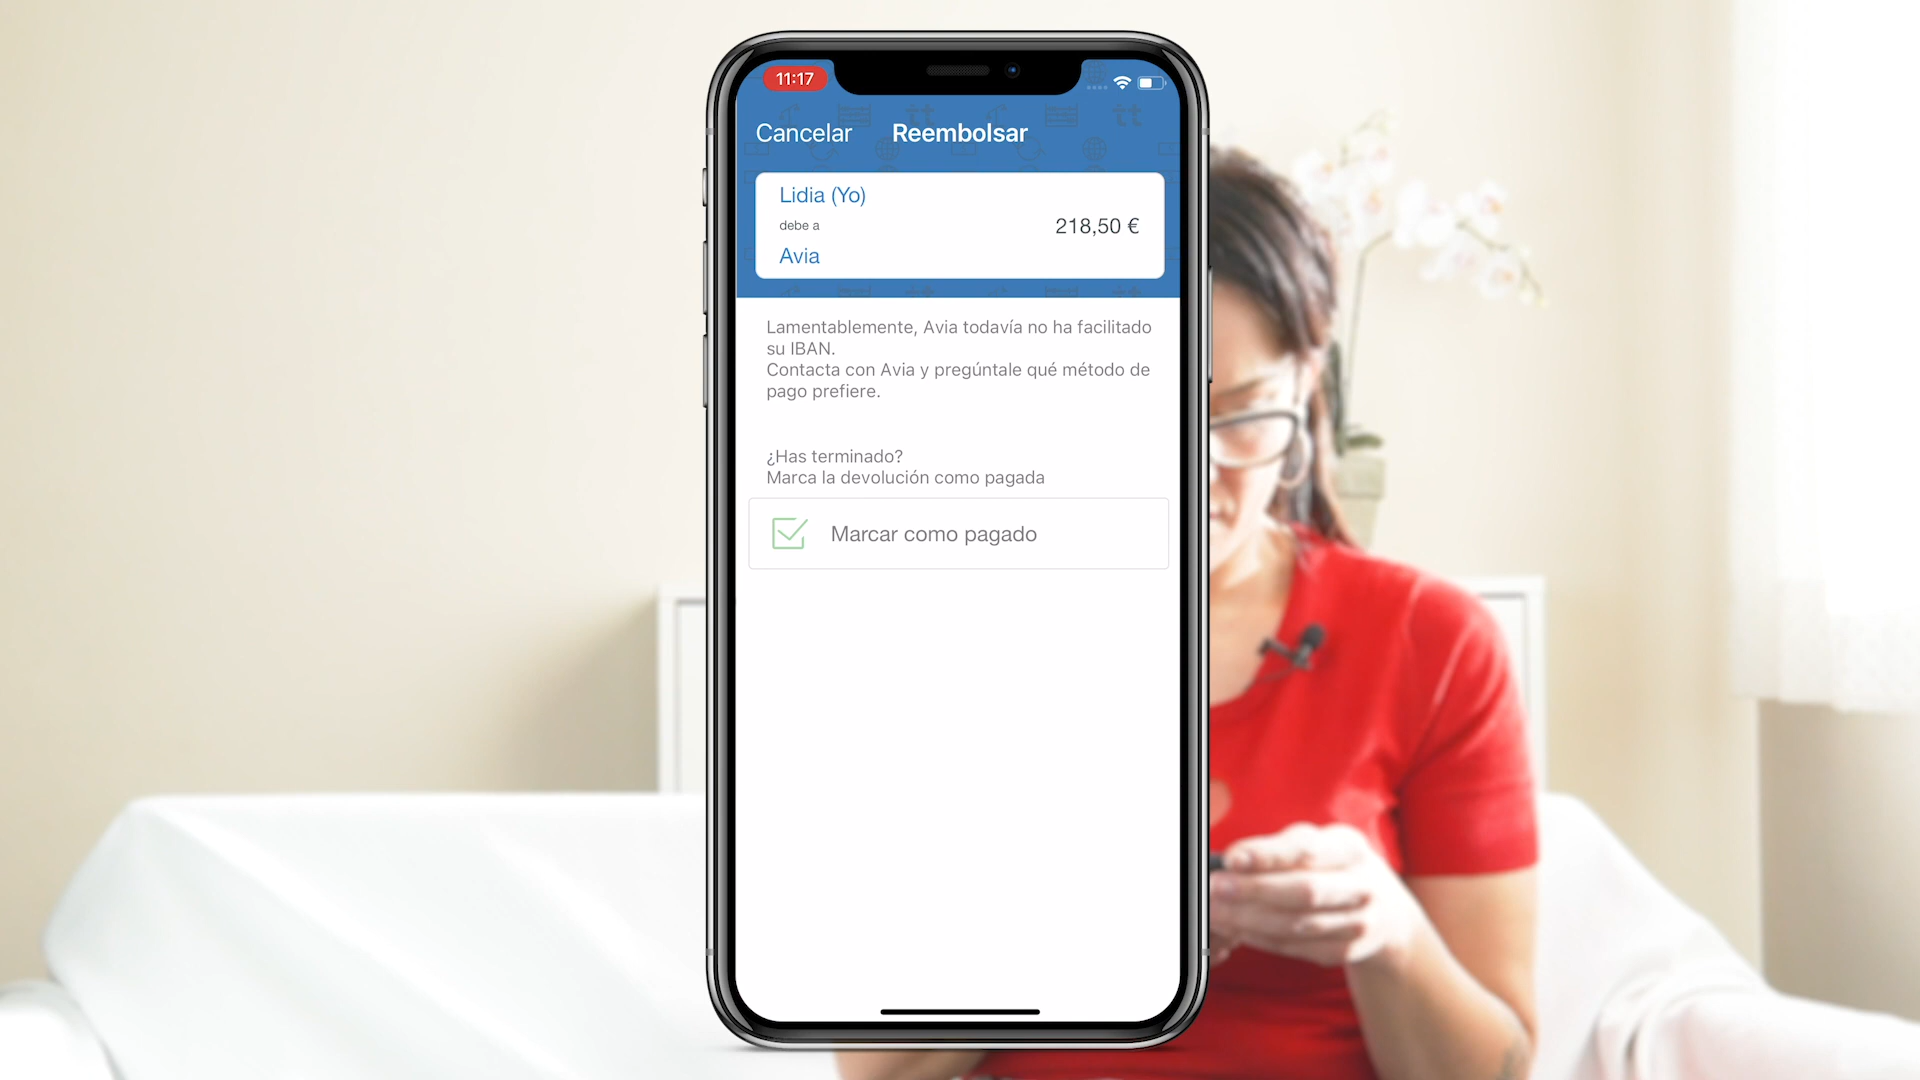 11:17
Cancelar Reembolsar
Lidia (Yo)
debe a
218,50 €
Avia
Lamentablemente, Avia todavía no ha facilitado
su IBAN.
Contacta con Avia y pregúntale qué método de
pago prefiere.
¿Has terminado?
Marca la devolución como pagada
Marcar como pagado